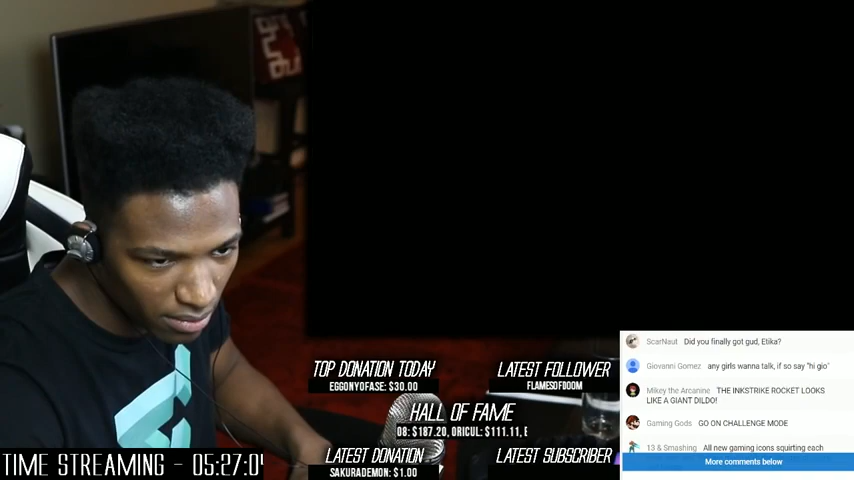 TOP DONATION TODAY
EGGONYOFASE: $30.00
LATEST FOLLOWER
FLAMESOFDOOM
HALL OF FAME
08: $187.20, ORICUL: $111.11, E
TIME STREAMING - 05:27:04
LATEST DONATION
SAKURADEMON: $1.00
LATEST SUBSCRIBER
ScarNaut Did you finally got gud, Etika?
Giovanni Gomez any girls wanna talk, if so say "hi gio"
Mikey the Arcanine THE INKSTRIKE ROCKET LOOKS
LIKE A GIANT DILDO!
Gaming Gods GO ON CHALLENGE MODE
13 & Smashing All new gaming icons squirting each
More comments below